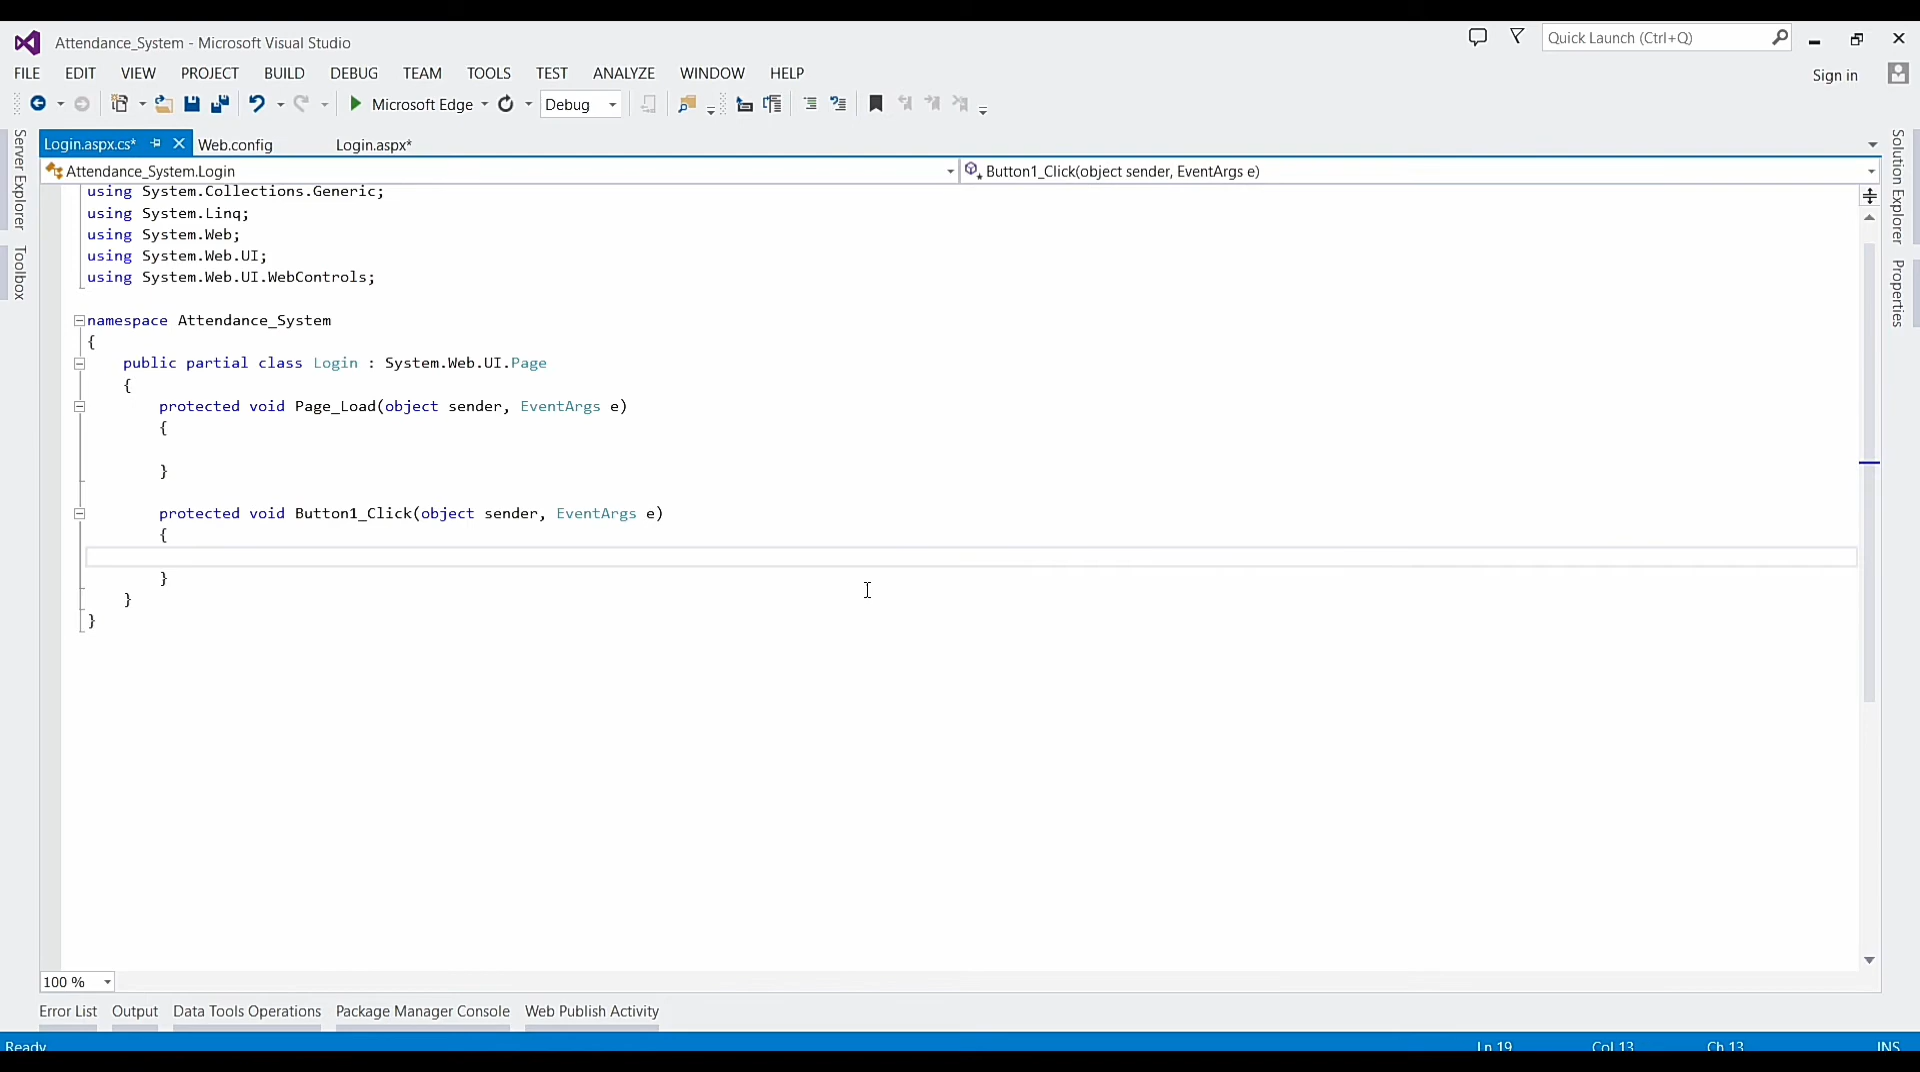 Attendance_System - Microsoft Visual Studio
Quick Launch (Ctrl+Q)
FILE EDIT VIEW PROJECT BUILD DEBUG TEAM TOOLS TEST ANALYZE WINDOW HELP
Sign in
Microsoft Edge Debug
Server Explorer
Toolbox
Login.aspx.cs* Web.config Login.aspx*
Attendance_System.Login Button1_Click(object sender, EventArgs e)
using System.Collections.Generic;
using System.Linq;
using System.Web;
using System.Web.UI;
using System.Web.UI.WebControls;
namespace Attendance_System
{
public partial class Login : System.Web.UI.Page
{
protected void Page_Load(object sender, EventArgs e)
{
}
protected void Button1_Click(object sender, EventArgs e)
{
}
}
}
Solution Explorer
Properties
100 %
Error List Output Data Tools Operations Package Manager Console Web Publish Activity
Ready Ln 19 Col 13 Ch 13 INS